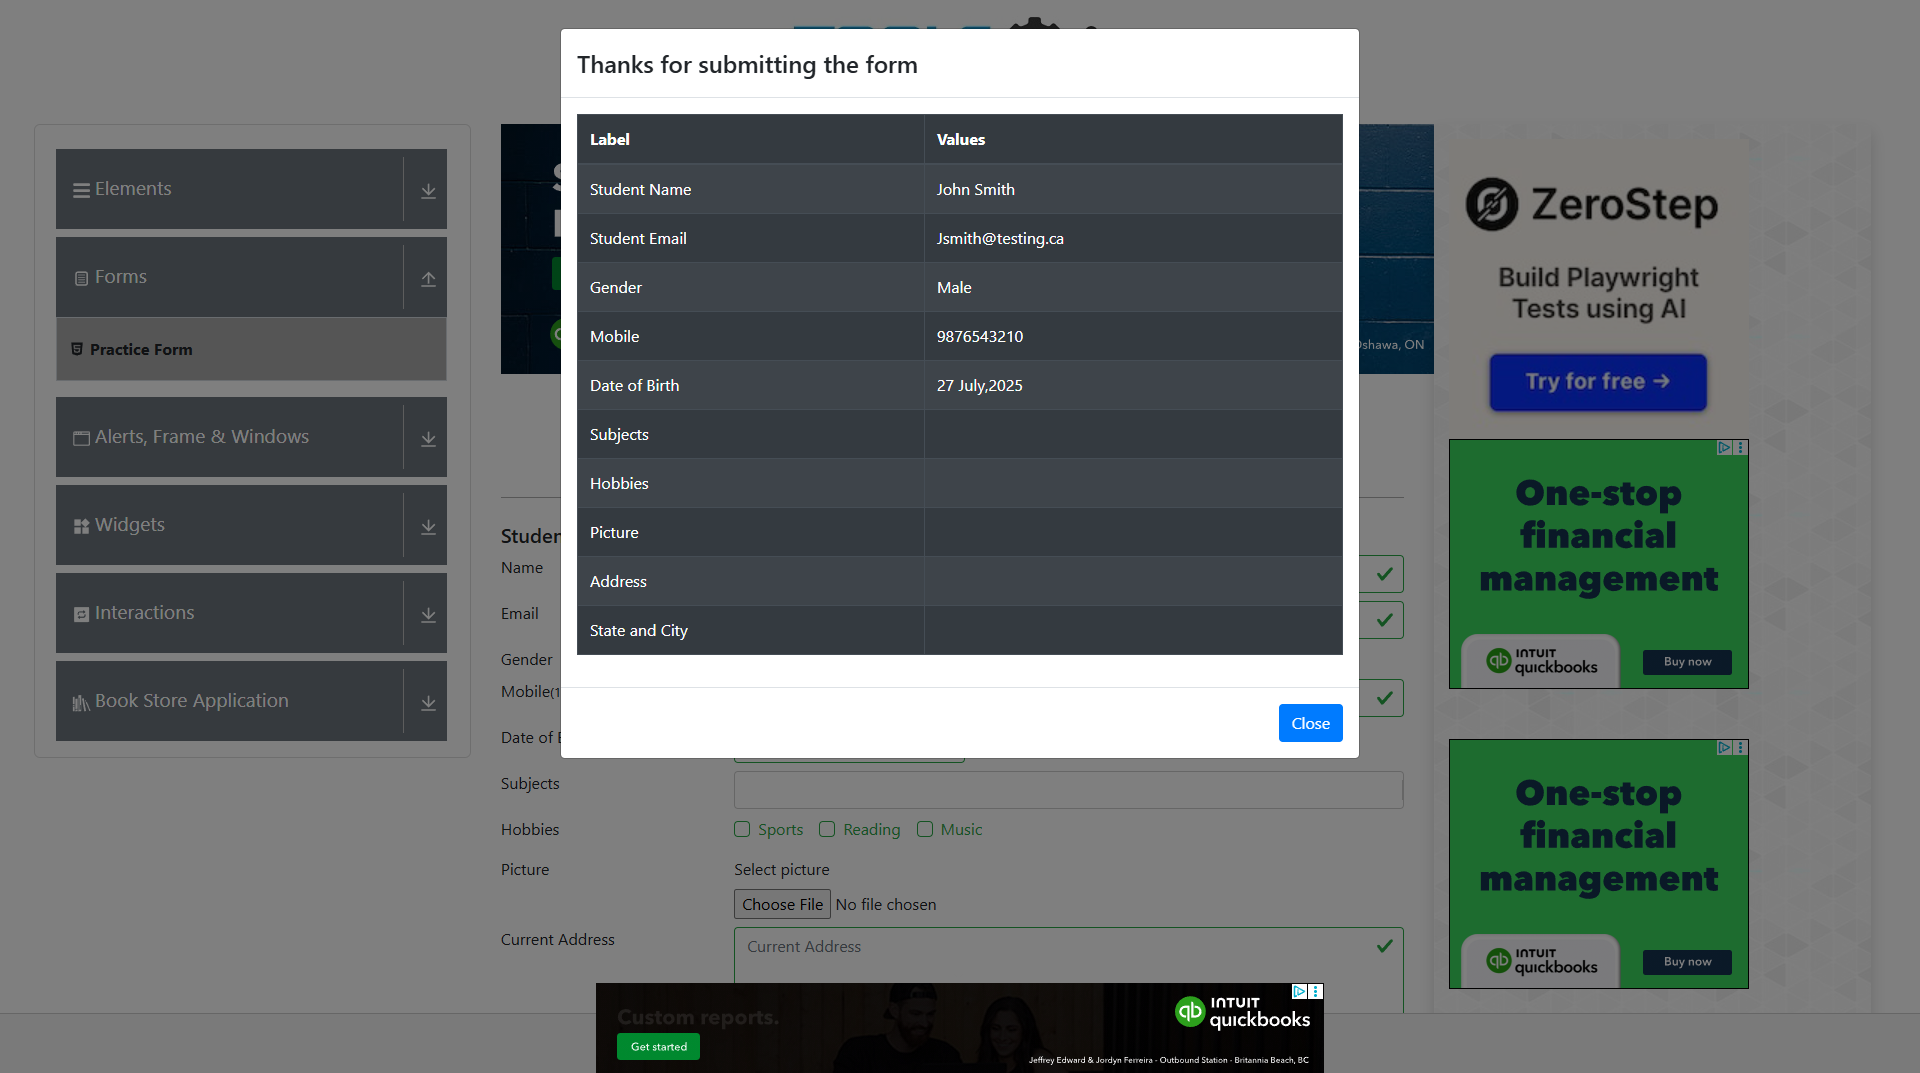 Thanks for submitting the form
Label Values
Student Name John Smith
Student Email Jsmith@testing.ca
Gender Male
Mobile 9876543210
Date of Birth 27 July,2025
Subjects
Hobbies
Picture
Address
State and City
Close
Elements
Forms
Practice Form
Alerts, Frame & Windows
Widgets
Interactions
Book Store Application
Oshawa, ON
Name
Email
Gender
Subjects
Hobbies
Sports Reading Music
Picture
Select picture
Choose File No file chosen
Current Address
Current Address
ZeroStep
Build Playwright
Tests using AI
Try for free →
One-stop
financial
management
qb INTUIT
quickbooks
Buy now
One-stop
financial
management
qb INTUIT
quickbooks
Buy now
Custom reports.
Get started
qb INTUIT
quickbooks
Jeffrey Edward & Jordyn Ferreira - Outbound Station - Britannia Beach, BC